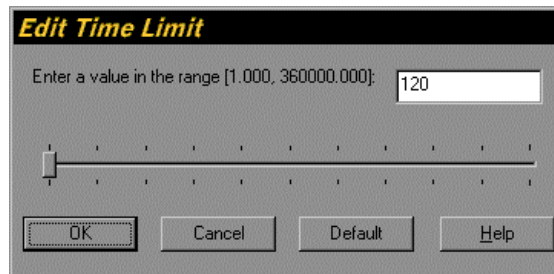 Edit Time Limit
Enter a value in the range [1.000, 360000.000]: 120
OK Cancel Default Help